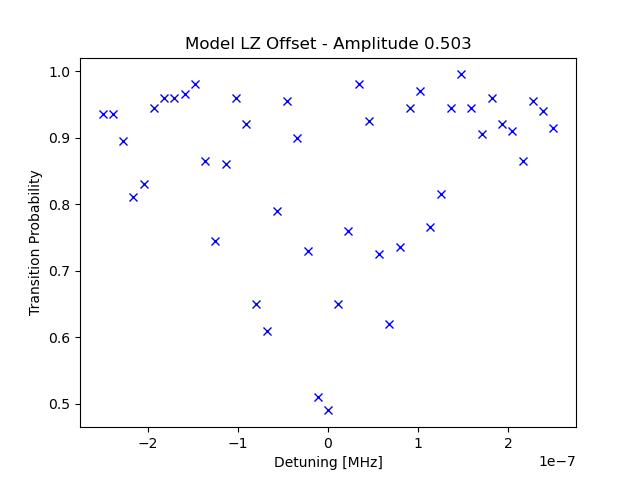 Model LZ Offset - Amplitude 0.503
1.0
0.9
0.8
0.7
0.6
0.5
Transition Probability
−2
−1
0
1
2
1e−7
Detuning [MHz]